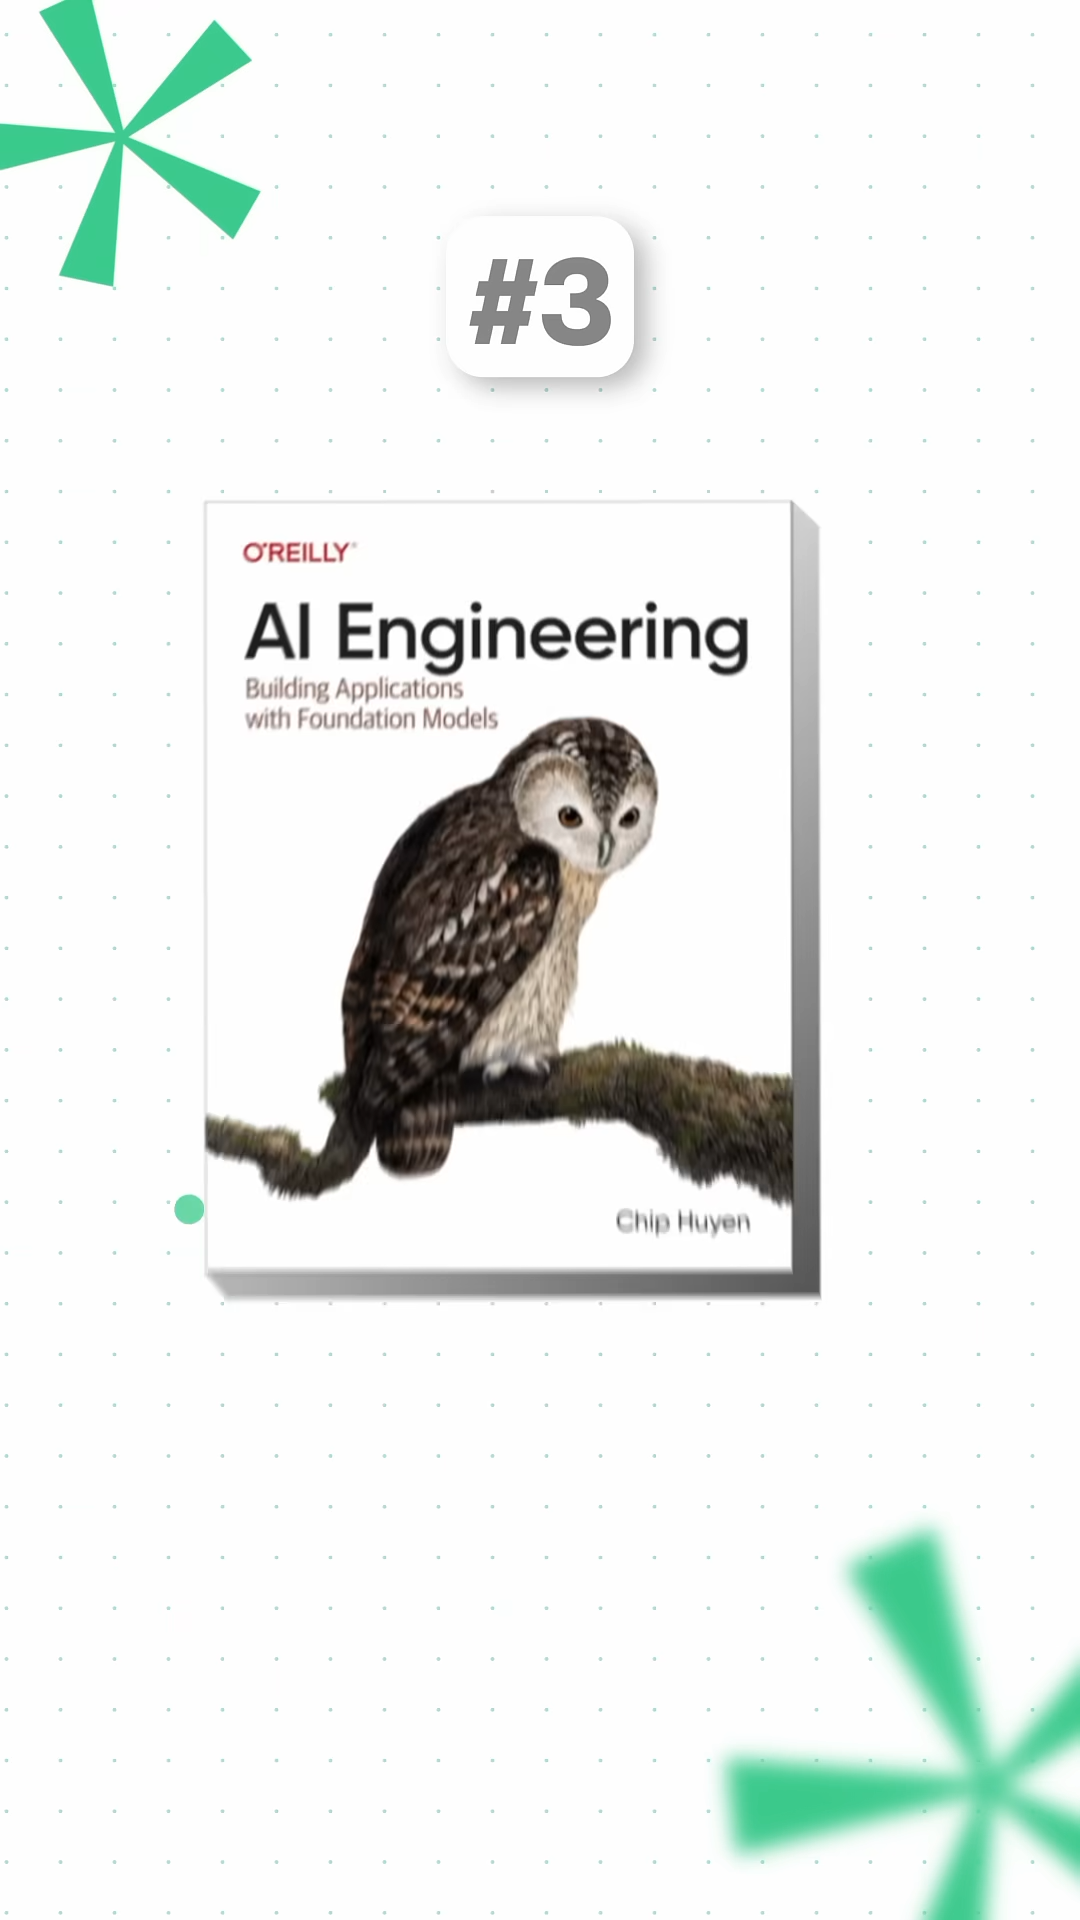 #3
O'REILLY®
AI Engineering
Building Applications
with Foundation Models
Chip Huyen